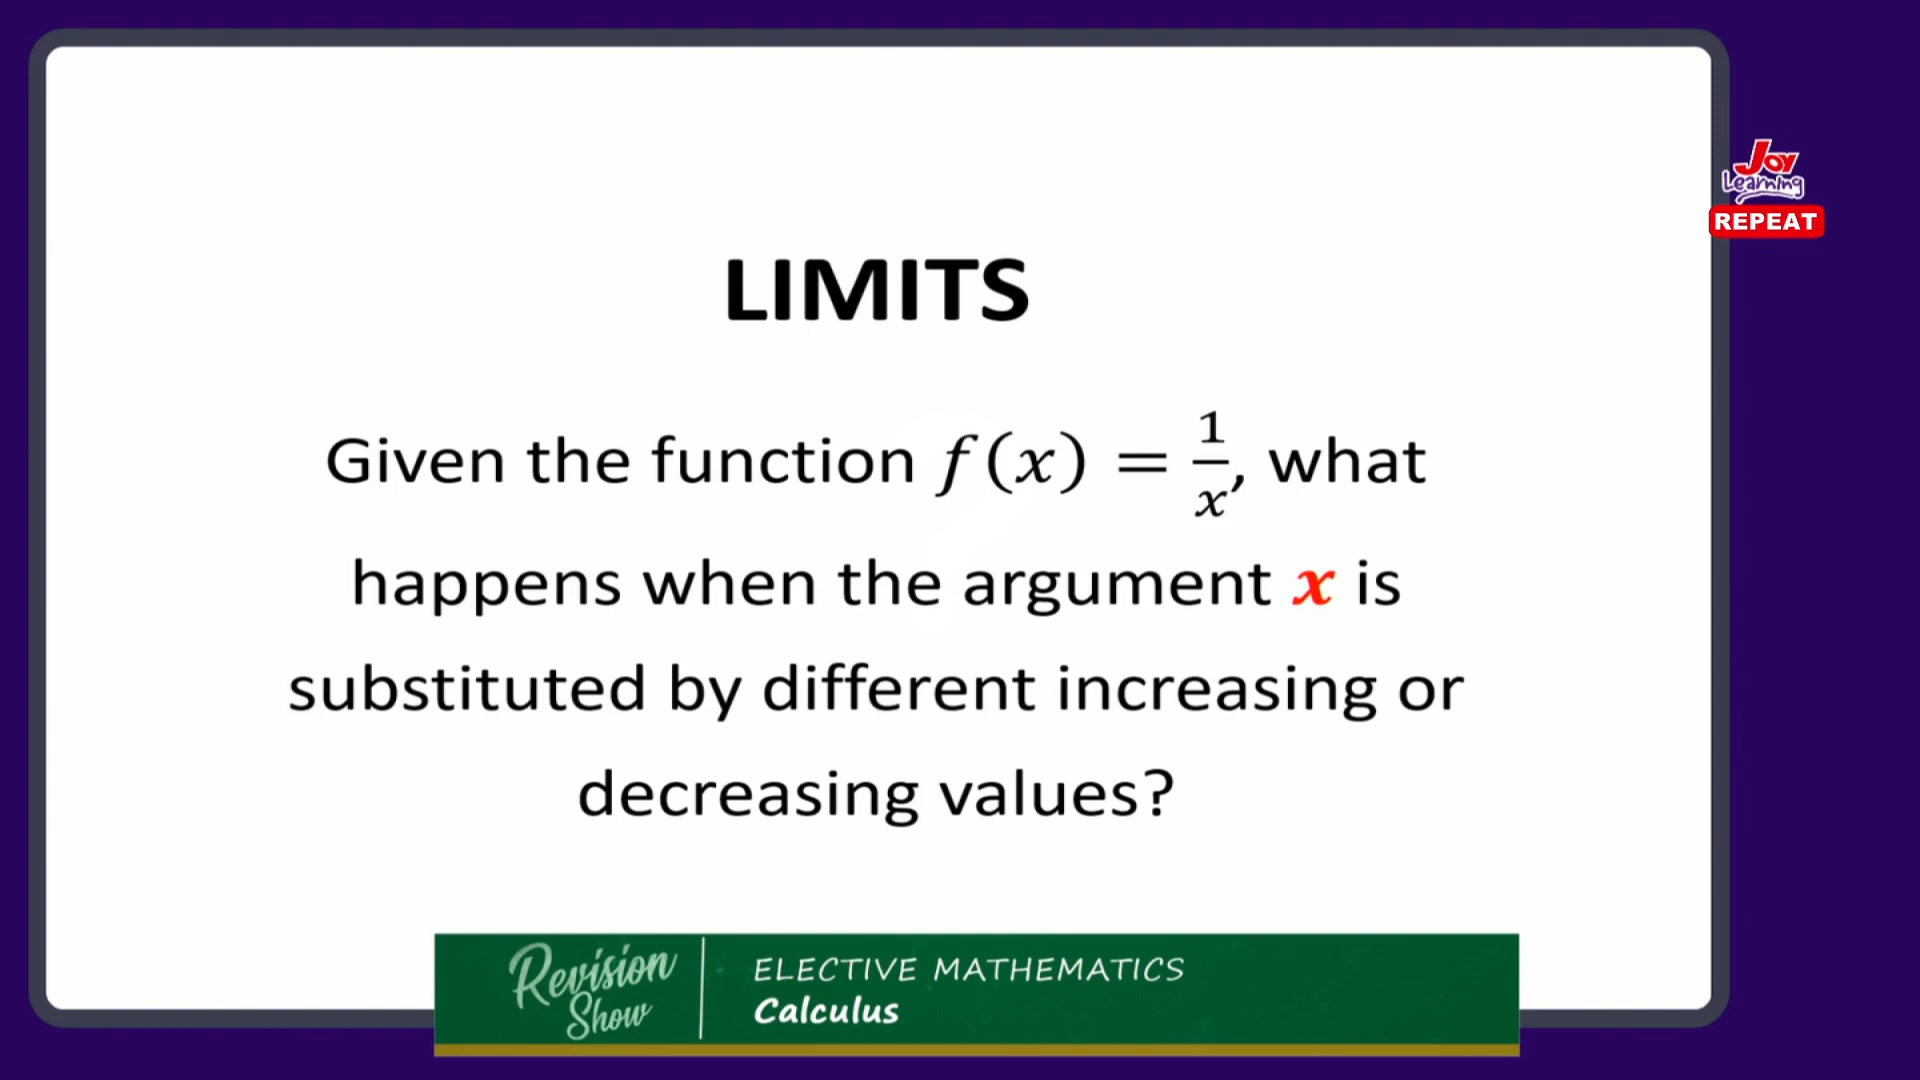 Joy
Learning
REPEAT
LIMITS
Given the function f(x) = 1/x, what
happens when the argument x is
substituted by different increasing or
decreasing values?
Revision
Show
ELECTIVE MATHEMATICS
Calculus